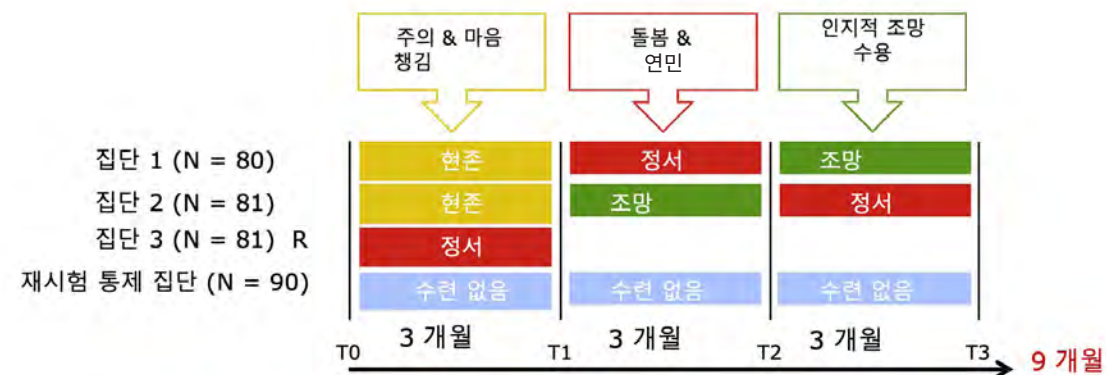 주의 & 마음
챙김
돌봄 &
연민
인지적 조망
수용
집단 1 (N = 80)
현존
정서
조망
집단 2 (N = 81)
현존
조망
정서
집단 3 (N = 81) R
정서
재시험 통제 집단 (N = 90)
수련 없음
수련 없음
수련 없음
3 개월
3 개월
3 개월
T0
T1
T2
T3
9 개월